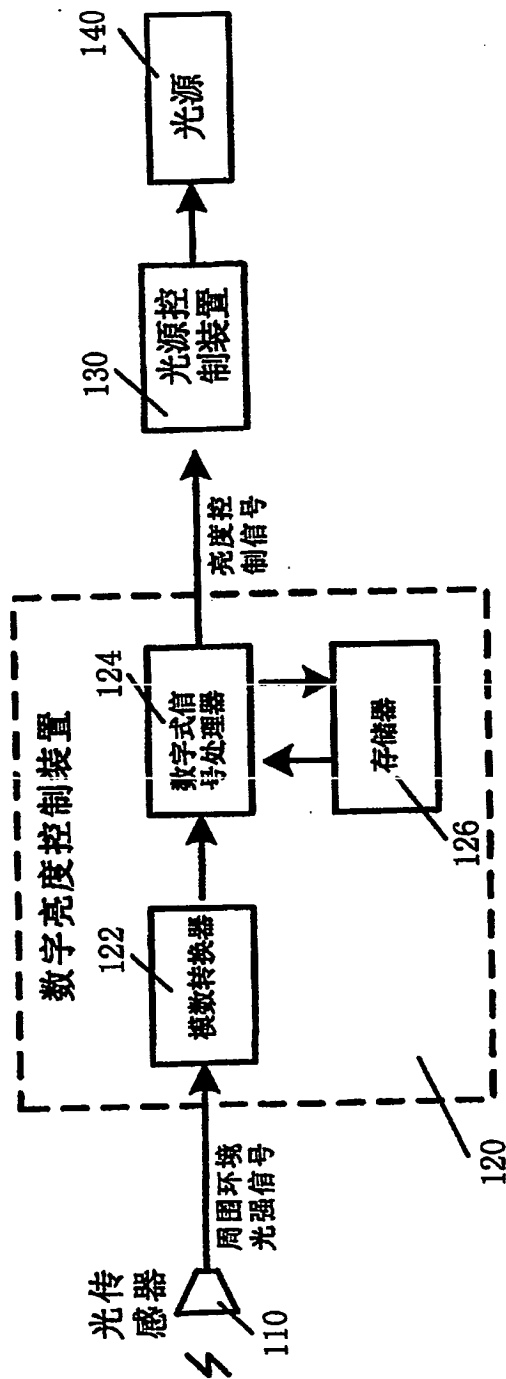 光传
感器
110
周围环境
光强信号
数字亮度控制装置
122
模数转换器
124
数字式信
号处理器
存储器
126
120
亮度控
制信号
130
光源控
制装置
140
光源